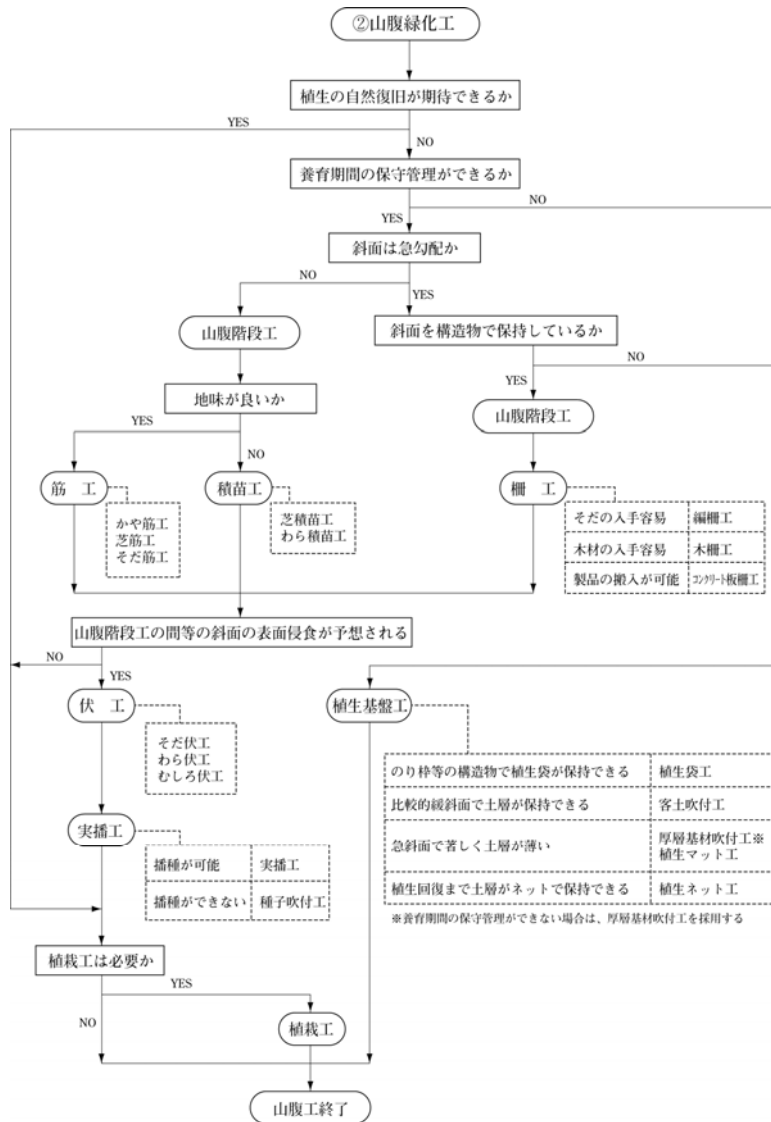 ②山腹緑化工
植生の自然復旧が期待できるか
YES
NO
養育期間の保守管理ができるか
NO
YES
斜面は急勾配か
NO
YES
山腹階段工
斜面を構造物で保持しているか
NO
YES
地味が良いか
山腹階段工
YES
NO
筋　工
積苗工
柵　工
かや筋工
芝筋工
そだ筋工
芝積苗工
わら積苗工
そだの入手容易　編柵工
木材の入手容易　木柵工
製品の搬入が可能　コンクリート板柵工
山腹階段工の間等の斜面の表面侵食が予想される
NO
YES
伏　工
植生基盤工
そだ伏工
わら伏工
むしろ伏工
のり枠等の構造物で植生袋が保持できる　植生袋工
比較的緩斜面で土層が保持できる　客土吹付工
急斜面で著しく土層が薄い　厚層基材吹付工※
植生マット工
植生回復まで土層がネットで保持できる　植生ネット工
※養育期間の保守管理ができない場合は、厚層基材吹付工を採用する
実播工
播種が可能　実播工
播種ができない　種子吹付工
植栽工は必要か
YES
NO
植栽工
山腹工終了